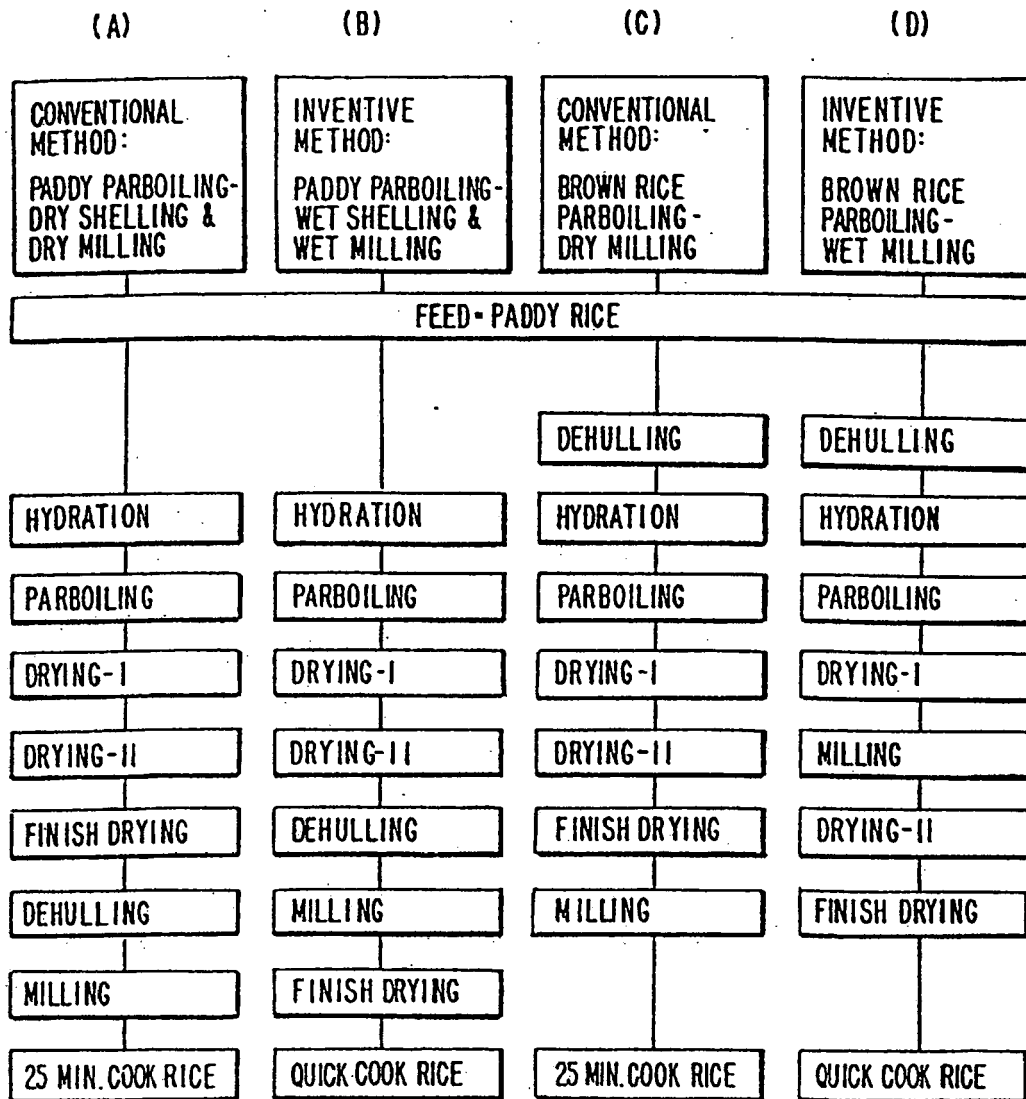 (A)
(B)
(C)
(D)
CONVENTIONAL
METHOD:
PADDY PARBOILING-
DRY SHELLING &
DRY MILLING
INVENTIVE
METHOD:
PADDY PARBOILING-
WET SHELLING &
WET MILLING
CONVENTIONAL
METHOD:
BROWN RICE
PARBOILING-
DRY MILLING
INVENTIVE
METHOD:
BROWN RICE
PARBOILING-
WET MILLING
FEED=PADDY RICE
DEHULLING
DEHULLING
HYDRATION
HYDRATION
HYDRATION
HYDRATION
PARBOILING
PARBOILING
PARBOILING
PARBOILING
DRYING-I
DRYING-I
DRYING-I
DRYING-I
DRYING-II
DRYING-II
DRYING-II
MILLING
FINISH DRYING
DEHULLING
FINISH DRYING
DRYING-II
DEHULLING
MILLING
MILLING
FINISH DRYING
MILLING
FINISH DRYING
25 MIN. COOK RICE
QUICK COOK RICE
25 MIN. COOK RICE
QUICK COOK RICE